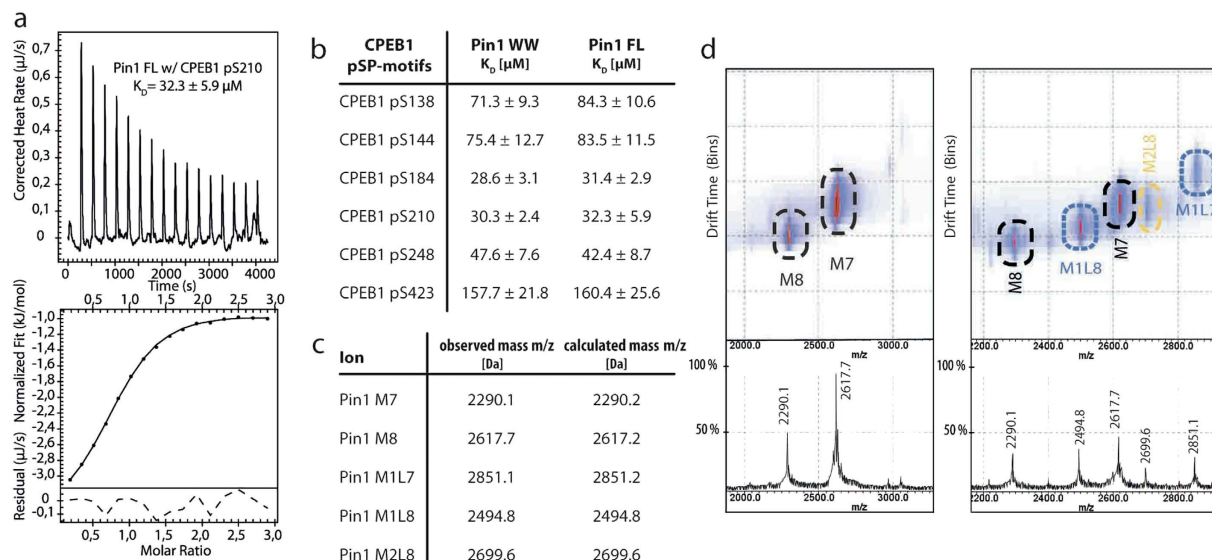 a
Corrected Heat Rate (µJ/s)
0,7
0,6
0,5
0,4
0,3
0,2
0,1
0
Pin1 FL w/ CPEB1 pS210
K_D= 32.3 ± 5.9 µM
0 10000 2000 3000 4000
Time (s)
0,5 1,0 1,5 2,0 2,5 3,0
Normalized Fit (kJ/mol)
-1,0
-1,2
-1,4
-1,6
-1,8
-2,0
-2,2
-2,4
-2,6
-2,8
-3,0
Residual (µJ/s)
0
-0,1
0,5 1,0 1,5 2,0 2,5 3,0
Molar Ratio
b
CPEB1 pSP-motifs
Pin1 WW K_D [µM]
Pin1 FL K_D [µM]
CPEB1 pS138 71.3 ± 9.3 84.3 ± 10.6
CPEB1 pS144 75.4 ± 12.7 83.5 ± 11.5
CPEB1 pS184 28.6 ± 3.1 31.4 ± 2.9
CPEB1 pS210 30.3 ± 2.4 32.3 ± 5.9
CPEB1 pS248 47.6 ± 7.6 42.4 ± 8.7
CPEB1 pS423 157.7 ± 21.8 160.4 ± 25.6
c
Ion
observed mass m/z [Da]
calculated mass m/z [Da]
Pin1 M7 2290.1 2290.2
Pin1 M8 2617.7 2617.2
Pin1 M1L7 2851.1 2851.2
Pin1 M1L8 2494.8 2494.8
Pin1 M2L8 2699.6 2699.6
d
Drift Time (Bins)
M8
M7
2000.0 2500.0 3000.0
m/z
100 %
50 %
2290.1
2617.7
2000.0 2500.0 3000.0
m/z
Drift Time (Bins)
M8
M1L8
M7
M2L8
M1L7
2200.0 2400.0 2600.0 2800.0
m/z
100 %
50 %
2290.1
2494.8
2617.7
2699.6
2851.1
2200.0 2400.0 2600.0 2800.0
m/z